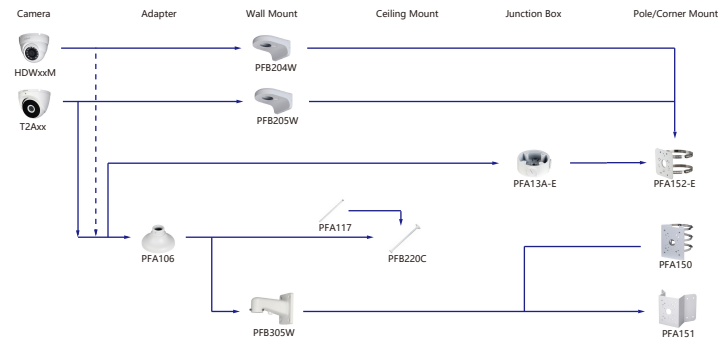 Camera
Adapter
Wall Mount
Ceiling Mount
Junction Box
Pole/Corner Mount
HDWxxM
PFB204W
T2Axx
PFB205W
PFA13A-E
PFA152-E
PFA117
PFA106
PFB220C
PFA150
PFB305W
PFA151